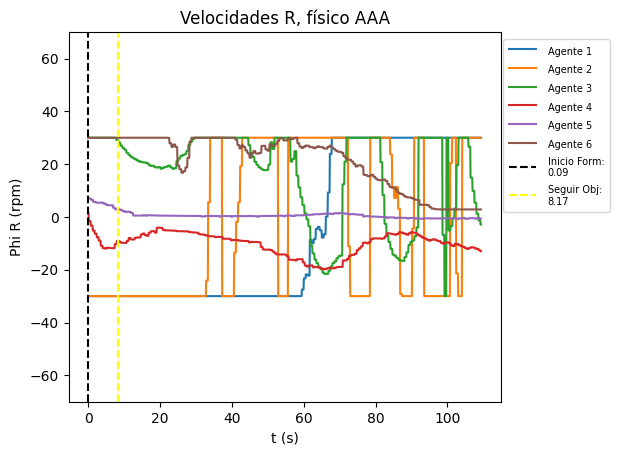 Velocidades R, físico AAA
Phi R (rpm)
60
40
20
0
−20
−40
−60
0
20
40
60
80
100
t (s)
Agente 1
Agente 2
Agente 3
Agente 4
Agente 5
Agente 6
Inicio Form:
0.09
Seguir Obj:
8.17